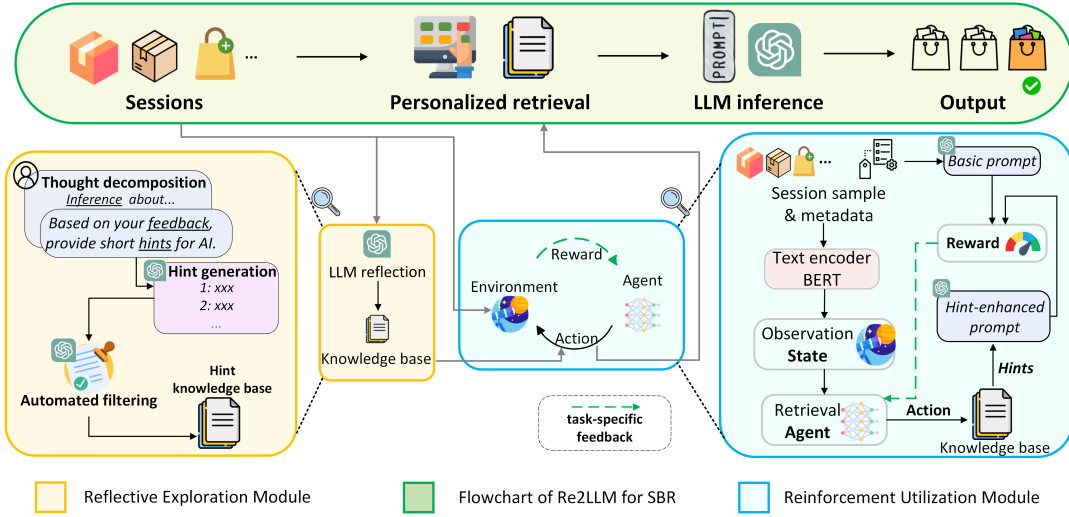 Sessions
...
Personalized retrieval
PROMPT
LLM inference
Output
Thought decomposition
Inference about...
Based on your feedback,
provide short hints for AI.
Hint generation
1: xxx
2: xxx
...
Automated filtering
Hint
knowledge base
LLM reflection
Knowledge base
Reward
Environment
Agent
Action
task-specific
feedback
...
Session sample
& metadata
Basic prompt
Text encoder
BERT
Reward
Observation
State
Hint-enhanced
prompt
Hints
Retrieval
Agent
Action
Knowledge base
Reflective Exploration Module
Flowchart of Re2LLM for SBR
Reinforcement Utilization Module